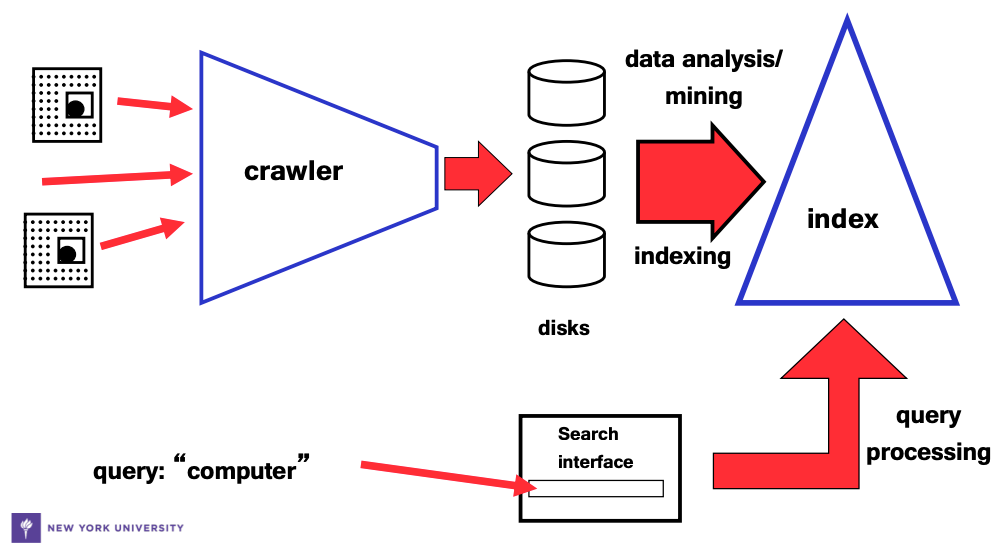 data analysis/
mining
crawler
index
indexing
disks
Search
interface
query: “computer”
query
processing
NEW YORK UNIVERSITY